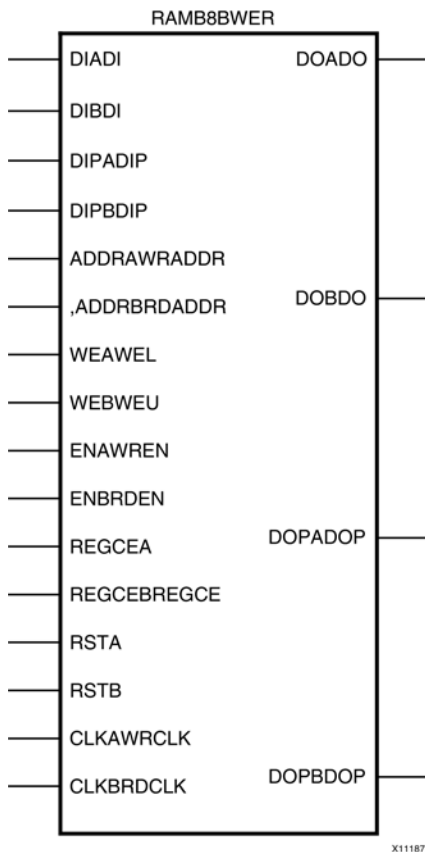 RAMB8BWER
DIADI DOADO
DIBDI
DIPADIP
DIPBDIP
ADDRAWRADDR
,ADDRBRDADDR DOBDO
WEAWEL
WEBWEU
ENAWREN
ENBRDEN
REGCEA DOPADOP
REGCEBREGCE
RSTA
RSTB
CLKAWRCLK
CLKBRDCLK DOPBDOP
X11187